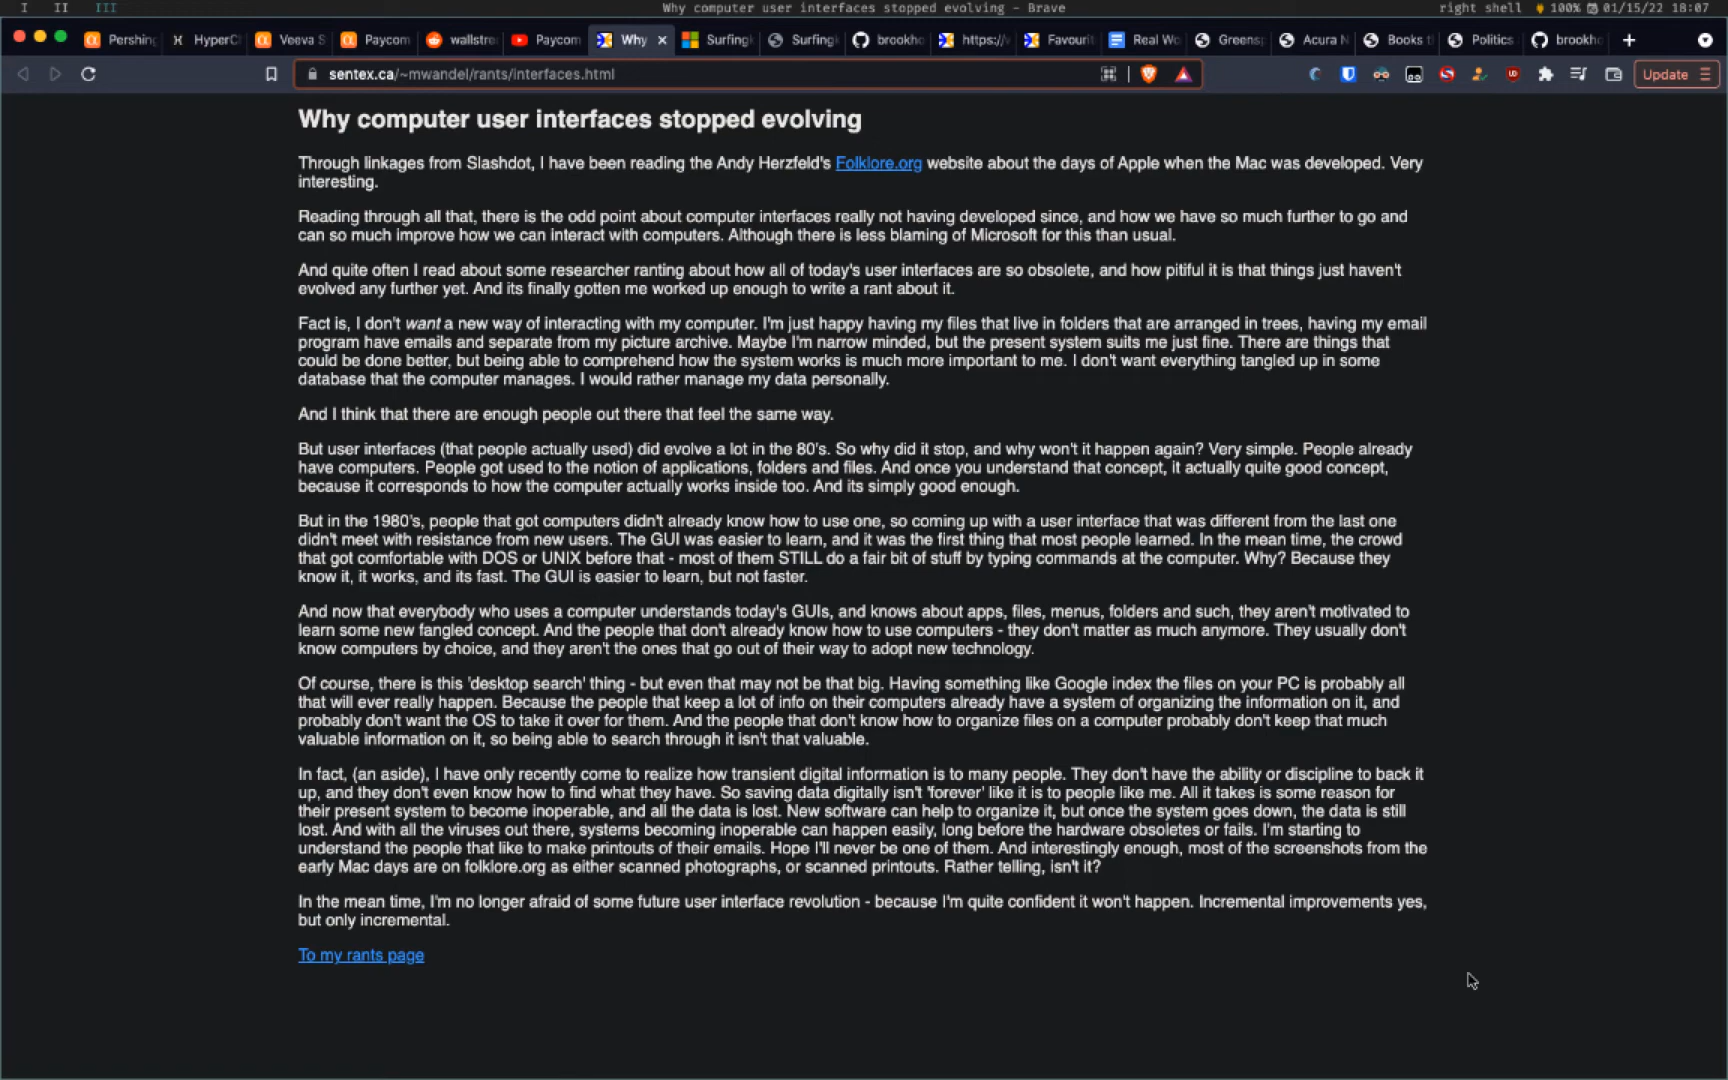 I II III Why computer user interfaces stopped evolving - Brave right shell 100% 01/15/22 18:07
Pershing HyperC Veeva S Paycom wallstre Paycom Why Surfing Surfing brookho https:// Favouri Real Wo Greens Acura N Books t Politics brookho
sentex.ca/~mwandel/rants/interfaces.html Update
Why computer user interfaces stopped evolving
Through linkages from Slashdot, I have been reading the Andy Herzfeld's Folklore.org website about the days of Apple when the Mac was developed. Very
interesting.
Reading through all that, there is the odd point about computer interfaces really not having developed since, and how we have so much further to go and
can so much improve how we can interact with computers. Although there is less blaming of Microsoft for this than usual.
And quite often I read about some researcher ranting about how all of today's user interfaces are so obsolete, and how pitiful it is that things just haven't
evolved any further yet. And its finally gotten me worked up enough to write a rant about it.
Fact is, I don't want a new way of interacting with my computer. I'm just happy having my files that live in folders that are arranged in trees, having my email
program have emails and separate from my picture archive. Maybe I'm narrow minded, but the present system suits me just fine. There are things that
could be done better, but being able to comprehend how the system works is much more important to me. I don't want everything tangled up in some
database that the computer manages. I would rather manage my data personally.
And I think that there are enough people out there that feel the same way.
But user interfaces (that people actually used) did evolve a lot in the 80's. So why did it stop, and why won't it happen again? Very simple. People already
have computers. People got used to the notion of applications, folders and files. And once you understand that concept, it actually quite good concept,
because it corresponds to how the computer actually works inside too. And its simply good enough.
But in the 1980's, people that got computers didn't already know how to use one, so coming up with a user interface that was different from the last one
didn't meet with resistance from new users. The GUI was easier to learn, and it was the first thing that most people learned. In the mean time, the crowd
that got comfortable with DOS or UNIX before that - most of them STILL do a fair bit of stuff by typing commands at the computer. Why? Because they
know it, it works, and its fast. The GUI is easier to learn, but not faster.
And now that everybody who uses a computer understands today's GUIs, and knows about apps, files, menus, folders and such, they aren't motivated to
learn some new fangled concept. And the people that don't already know how to use computers - they don't matter as much anymore. They usually don't
know computers by choice, and they aren't the ones that go out of their way to adopt new technology.
Of course, there is this 'desktop search' thing - but even that may not be that big. Having something like Google index the files on your PC is probably all
that will ever really happen. Because the people that keep a lot of info on their computers already have a system of organizing the information on it, and
probably don't want the OS to take it over for them. And the people that don't know how to organize files on a computer probably don't keep that much
valuable information on it, so being able to search through it isn't that valuable.
In fact, (an aside), I have only recently come to realize how transient digital information is to many people. They don't have the ability or discipline to back it
up, and they don't even know how to find what they have. So saving data digitally isn't 'forever' like it is to people like me. All it takes is some reason for
their present system to become inoperable, and all the data is lost. New software can help to organize it, but once the system goes down, the data is still
lost. And with all the viruses out there, systems becoming inoperable can happen easily, long before the hardware obsoletes or fails. I'm starting to
understand the people that like to make printouts of their emails. Hope I'll never be one of them. And interestingly enough, most of the screenshots from the
early Mac days are on folklore.org as either scanned photographs, or scanned printouts. Rather telling, isn't it?
In the mean time, I'm no longer afraid of some future user interface revolution - because I'm quite confident it won't happen. Incremental improvements yes,
but only incremental.
To my rants page